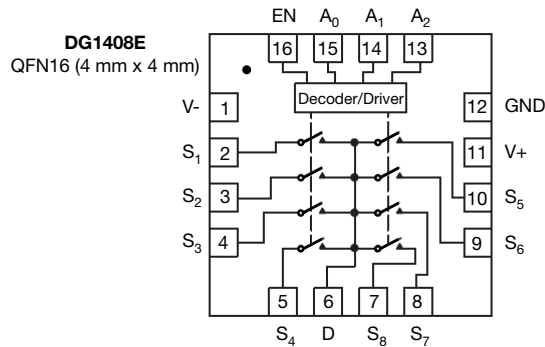 EN A0 A1 A2
DG1408E
QFN16 (4 mm x 4 mm)
16 15 14 13
Decoder/Driver
V- 1 12 GND
S1 2 11 V+
S2 3 10 S5
S3 4 9 S6
5 6 7 8
S4 D S8 S7